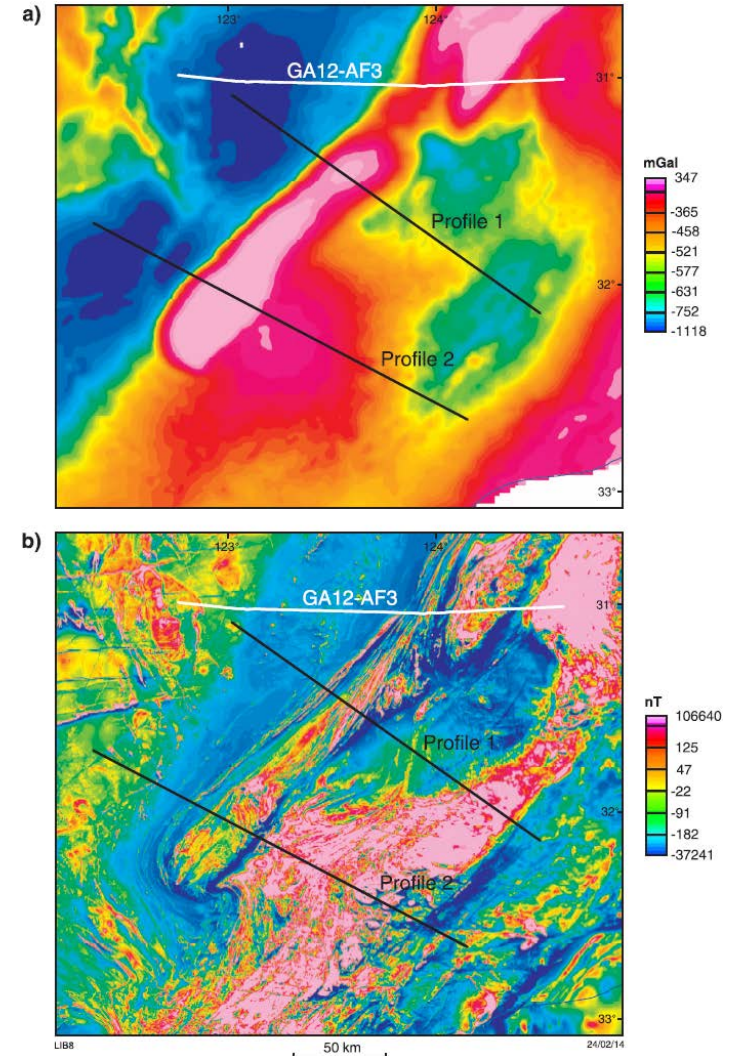 a)
123°
124°
GA12-AF3
31°
Profile 1
32°
Profile 2
33°
mGal
347
-365
-458
-521
-577
-631
-752
-1118
b)
123°
124°
GA12-AF3
31°
Profile 1
32°
Profile 2
33°
nT
106640
125
47
-22
-91
-182
-37241
LIB8
50 km
24/02/14